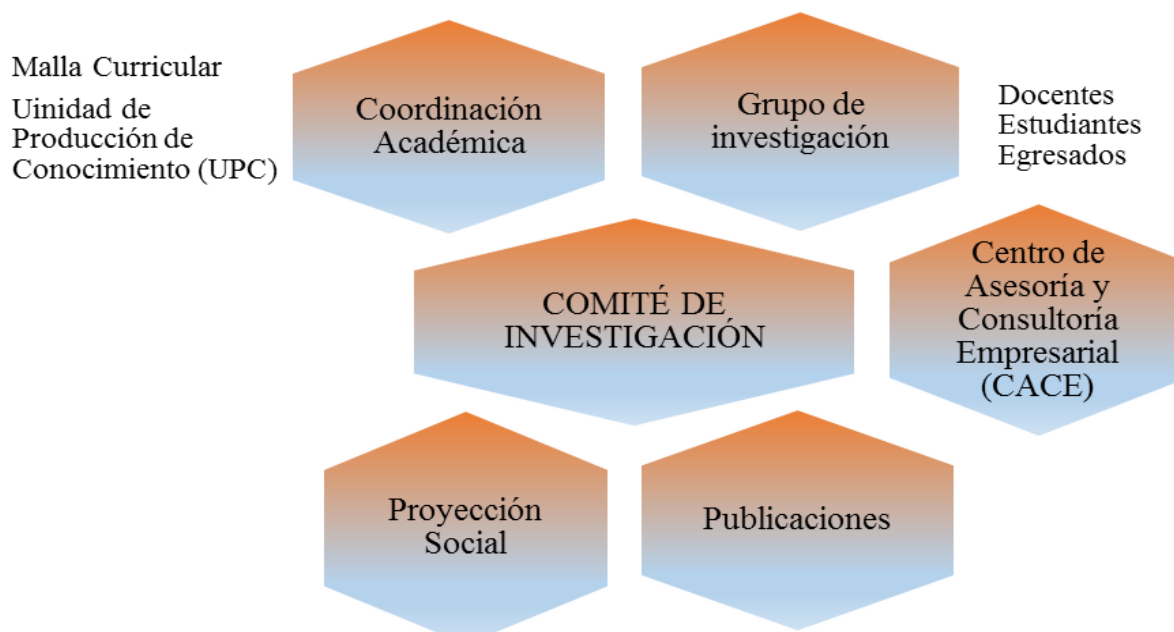 Malla Curricular
Uinidad de
Producción de
Conocimiento (UPC)
Coordinación
Académica
Grupo de
investigación
Docentes
Estudiantes
Egresados
COMITÉ DE
INVESTIGACIÓN
Centro de
Asesoría y
Consultoría
Empresarial
(CACE)
Proyección
Social
Publicaciones